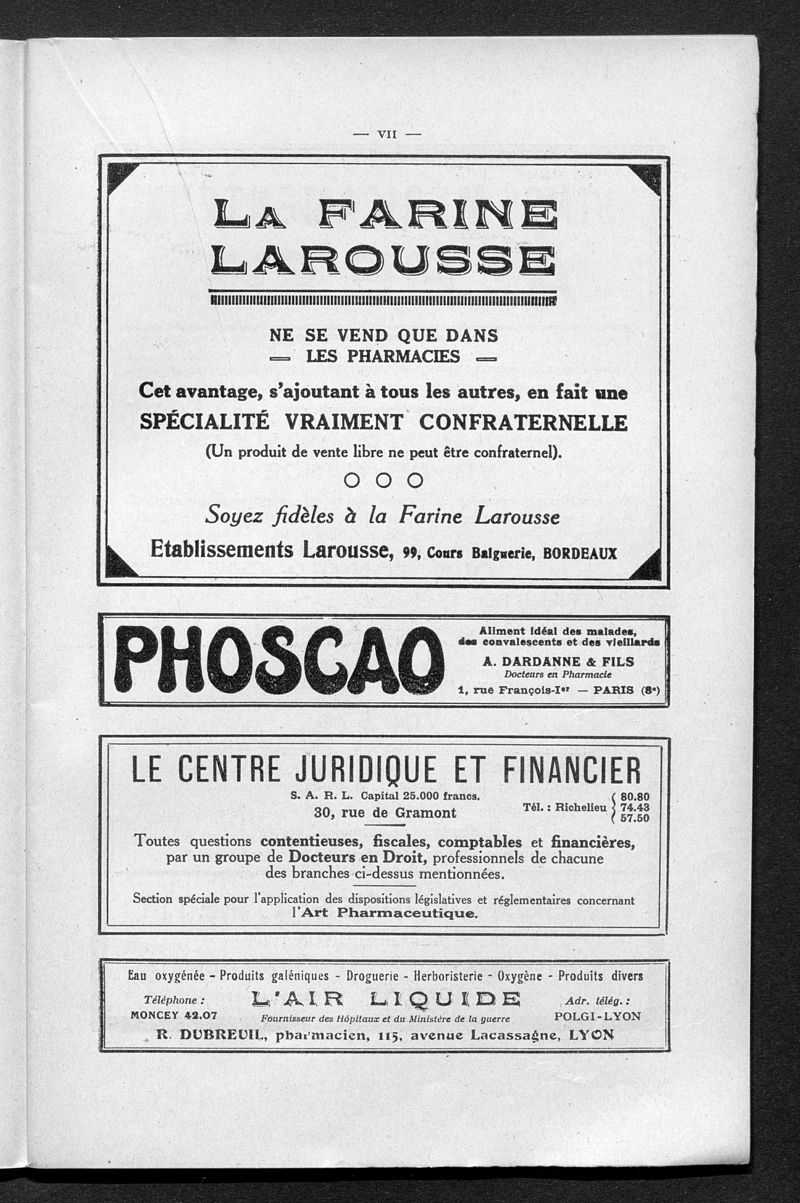 — VII —
LA FARINE
LAROUSSE
NE SE VEND QUE DANS
LES PHARMACIES
Cet avantage, s'ajoutant à tous les autres, en fait une
SPÉCIALITÉ VRAIMENT CONFRATERNELLE
(Un produit de vente libre ne peut être confraternel).
Soyez fidèles à la Farine Larousse
Etablissements Larousse, 99, Cours Balguerie, BORDEAUX
PHOSCAO
Aliment idéal des malades,
des convalescents et des vieillards
A. DARDANNE & FILS
Docteurs en Pharmacie
1, rue François-Ier — PARIS (8e)
LE CENTRE JURIDIQUE ET FINANCIER
S. A. R. L. Capital 25.000 francs.
30, rue de Gramont
Tél. : Richelieu { 80.80
74.43
57.50
Toutes questions contentieuses, fiscales, comptables et financières,
par un groupe de Docteurs en Droit, professionnels de chacune
des branches ci-dessus mentionnées.
Section spéciale pour l'application des dispositions législatives et réglementaires concernant
l'Art Pharmaceutique.
Eau oxygénée - Produits galéniques - Droguerie - Herboristerie - Oxygène - Produits divers
Téléphone :
MONCEY 42.07
L'AIR LIQUIDE
Fournisseur des Hôpitaux et du Ministère de la guerre
Adr. télég. :
POLGI-LYON
R. DUBREUIL, pharmacien, 115, avenue Lacassagne, LYON